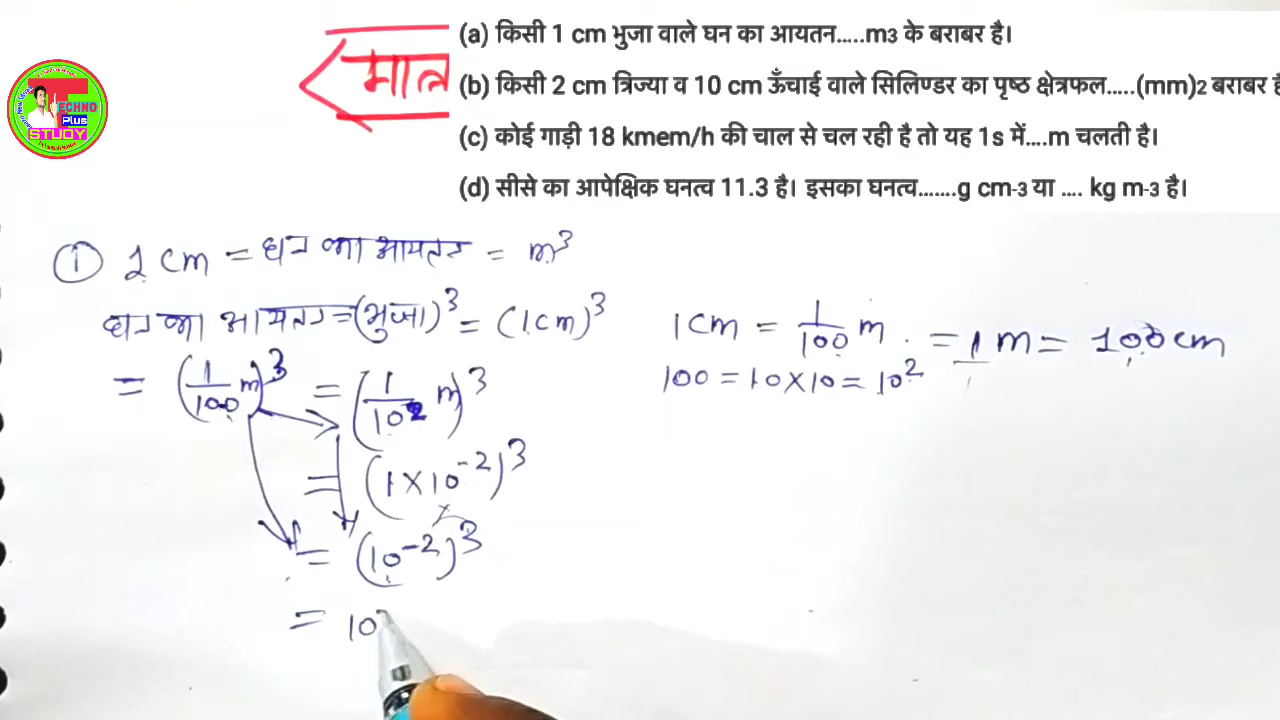 (a) किसी 1 cm भुजा वाले घन का आयतन.....m3 के बराबर है।
माल
(b) किसी 2 cm त्रिज्या व 10 cm ऊँचाई वाले सिलिण्डर का पृष्ठ क्षेत्रफल.....(mm)2 बराबर
(c) कोई गाड़ी 18 kmem/h की चाल से चल रही है तो यह 1s में....m चलती है।
(d) सीसे का आपेक्षिक घनत्व 11.3 है। इसका घनत्व.......g cm-3 या .... kg m-3 है।
TECHNO
Plus
STUDY
① 1 cm = घन का आयतन = m³
घन का आयतन = (भुजा)³ = (1cm)³
= (1/100 m)³ = (1/10² m)³
= (1×10⁻²)³
= (10⁻²)³
= 10
1cm = 1/100 m. = 1 m = 100cm
100 = 10×10 = 10²